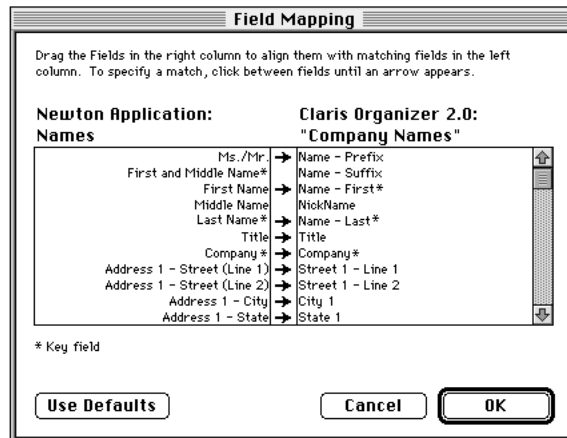 Field Mapping
Drag the Fields in the right column to align them with matching fields in the left
column. To specify a match, click between fields until an arrow appears.
Newton Application: Claris Organizer 2.0:
Names "Company Names"
Ms./Mr. → Name - Prefix
First and Middle Name* Name - Suffix
First Name → Name - First*
Middle Name NickName
Last Name* → Name - Last*
Title → Title
Company* → Company*
Address 1 - Street (Line 1) → Street 1 - Line 1
Address 1 - Street (Line 2) → Street 1 - Line 2
Address 1 - City → City 1
Address 1 - State → State 1
* Key field
Use Defaults Cancel OK